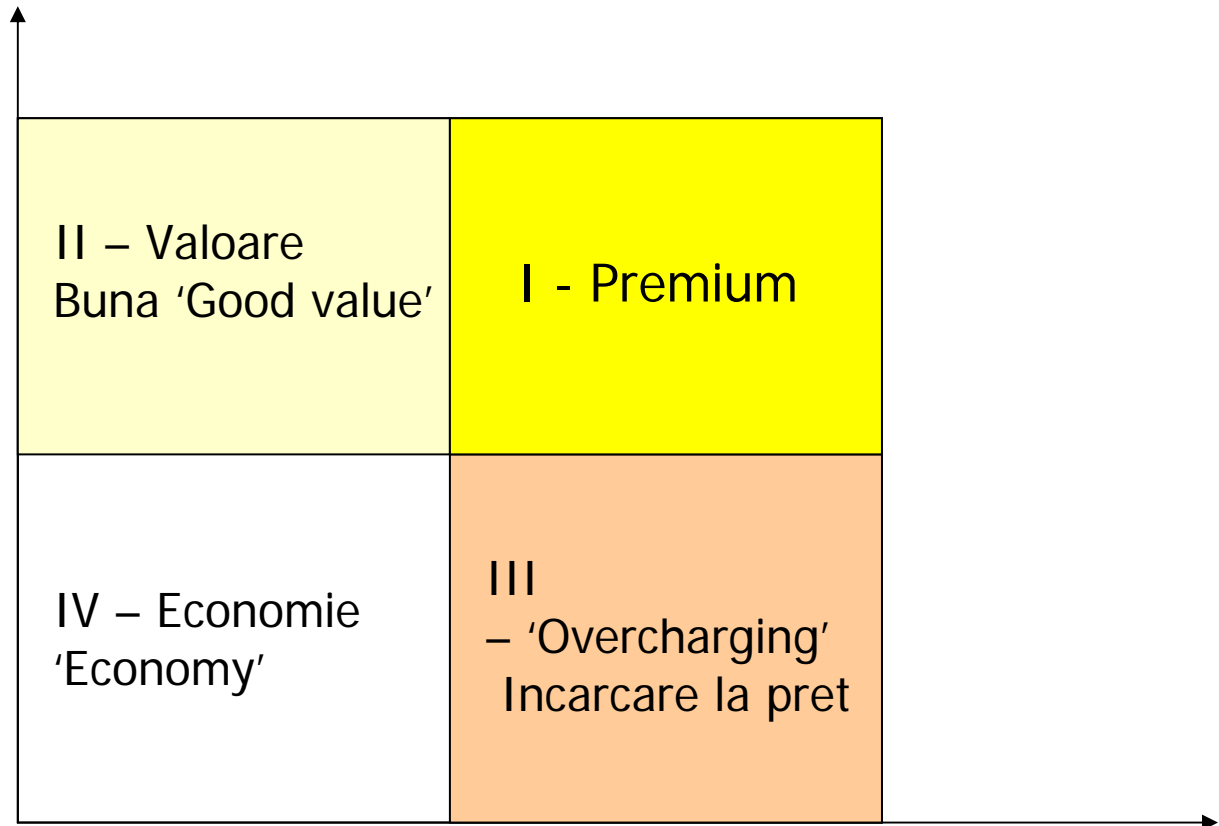 II – Valoare
Buna ‘Good value’
I - Premium
IV – Economie
‘Economy’
III
– ‘Overcharging’
Incarcare la pret